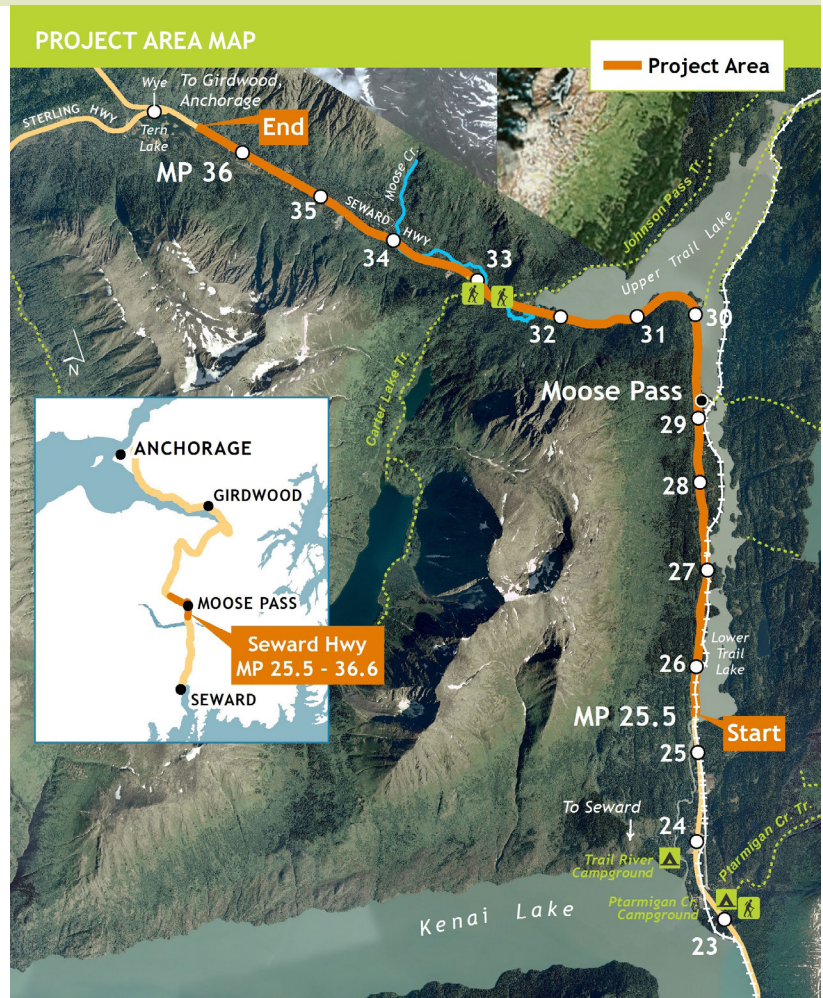 PROJECT AREA MAP
Project Area
Wye
To Girdwood,
Anchorage
STERLING HWY
Tern
Lake
End
MP 36
35
Moose Cr.
SEWARD HWY
34
33
Johnson Pass Tr.
Upper Trail Lake
32
31
30
N
Carter Lake Tr.
Moose Pass
29
28
27
ANCHORAGE
GIRDWOOD
MOOSE PASS
Seward Hwy
MP 25.5 - 36.6
SEWARD
Lower
Trail
Lake
26
MP 25.5
Start
25
To Seward
24
Trail River
Campground
Ptarmigan Cr. Tr.
Ptarmigan Cr.
Campground
Kenai Lake
23